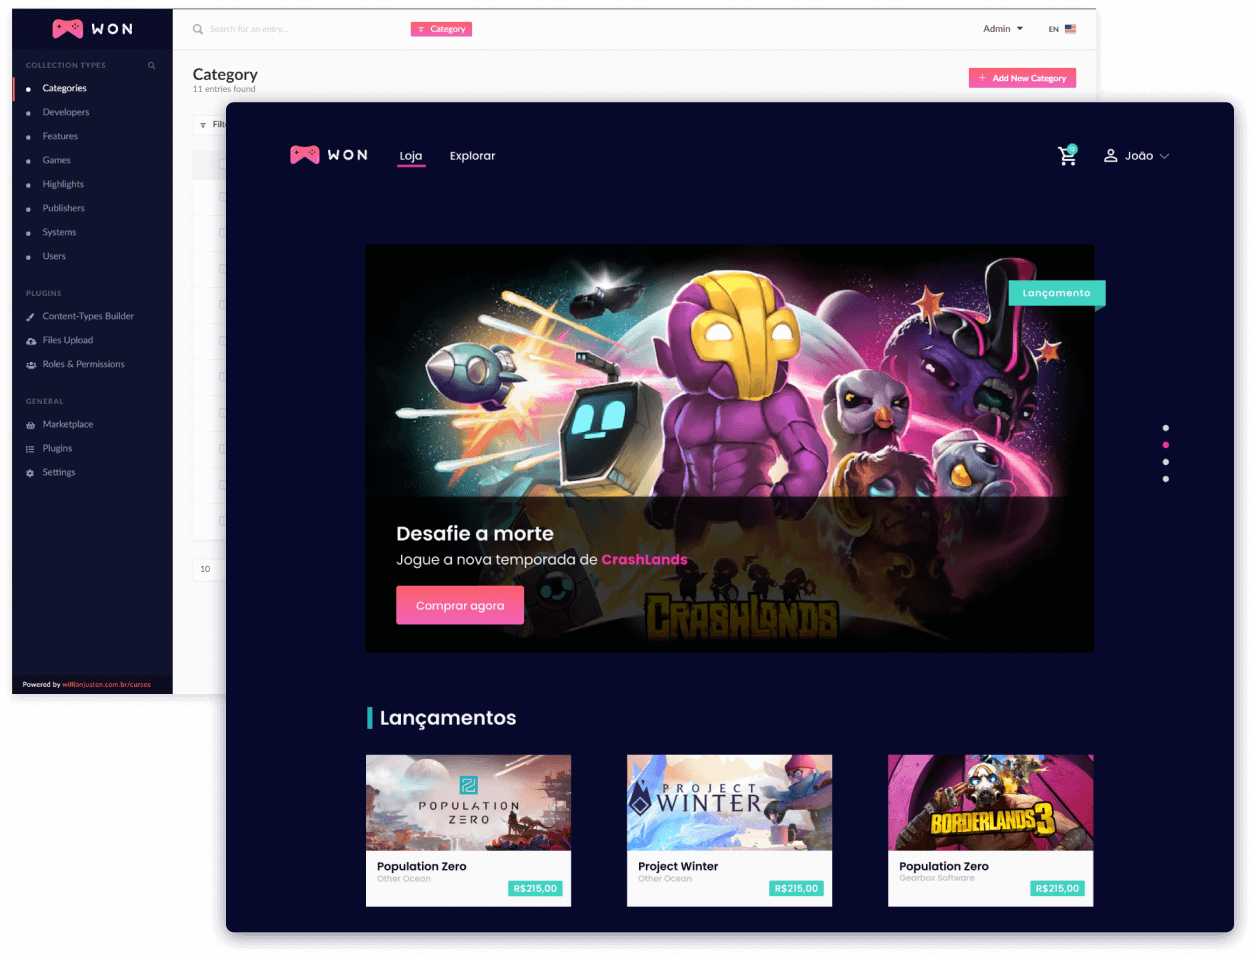 WON
Search for an entry...
Category
Admin
EN
COLLECTION TYPES
Categories
Developers
Features
Games
Highlights
Publishers
Systems
Users
PLUGINS
Content-Types Builder
Files Upload
Roles & Permissions
GENERAL
Marketplace
Plugins
Settings
Powered by willianjusten.com.br/cursos
Category
11 entries found
+ Add New Category
Filt
10
WON
Loja
Explorar
João
Lançamento
Desafie a morte
Jogue a nova temporada de CrashLands
Comprar agora
CRASHLANDS
Lançamentos
POPULATION
ZERO
Population Zero
Other Ocean
R$215,00
PROJECT
WINTER
Project Winter
Other Ocean
R$215,00
BORDERLANDS 3
Population Zero
Gearbox Software
R$215,00